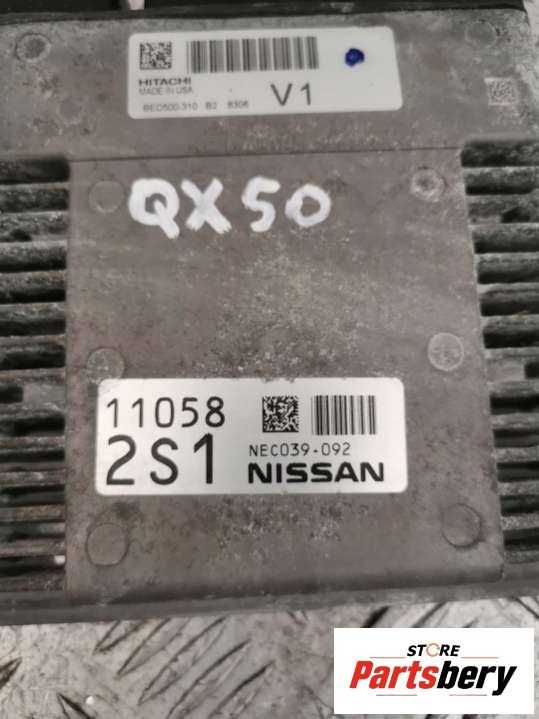 HITACHI
MADE IN USA
BED500-310 B2 8306
V1
QX50
11058
2S1
NEC039-092
NISSAN
STORE
Partsbery